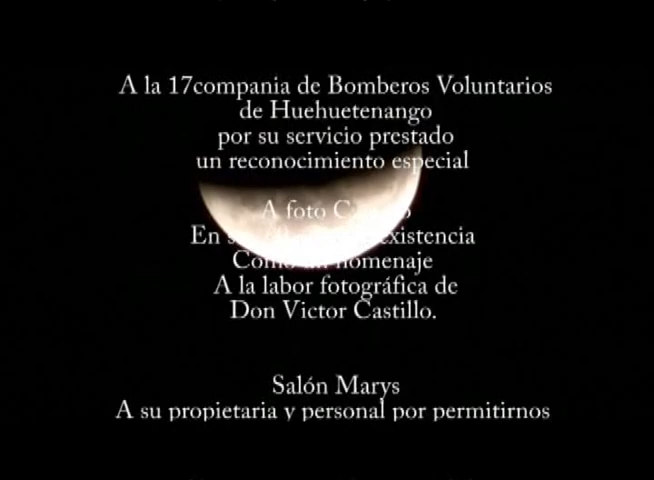 A la 17compania de Bomberos Voluntarios
de Huehuetenango
por su servicio prestado
un reconocimiento especial
A foto
En existencia
Como un homenaje
A la labor fotográfica de
Don Victor Castillo.
Salón Marys
A su propietaria y personal por permitirnos